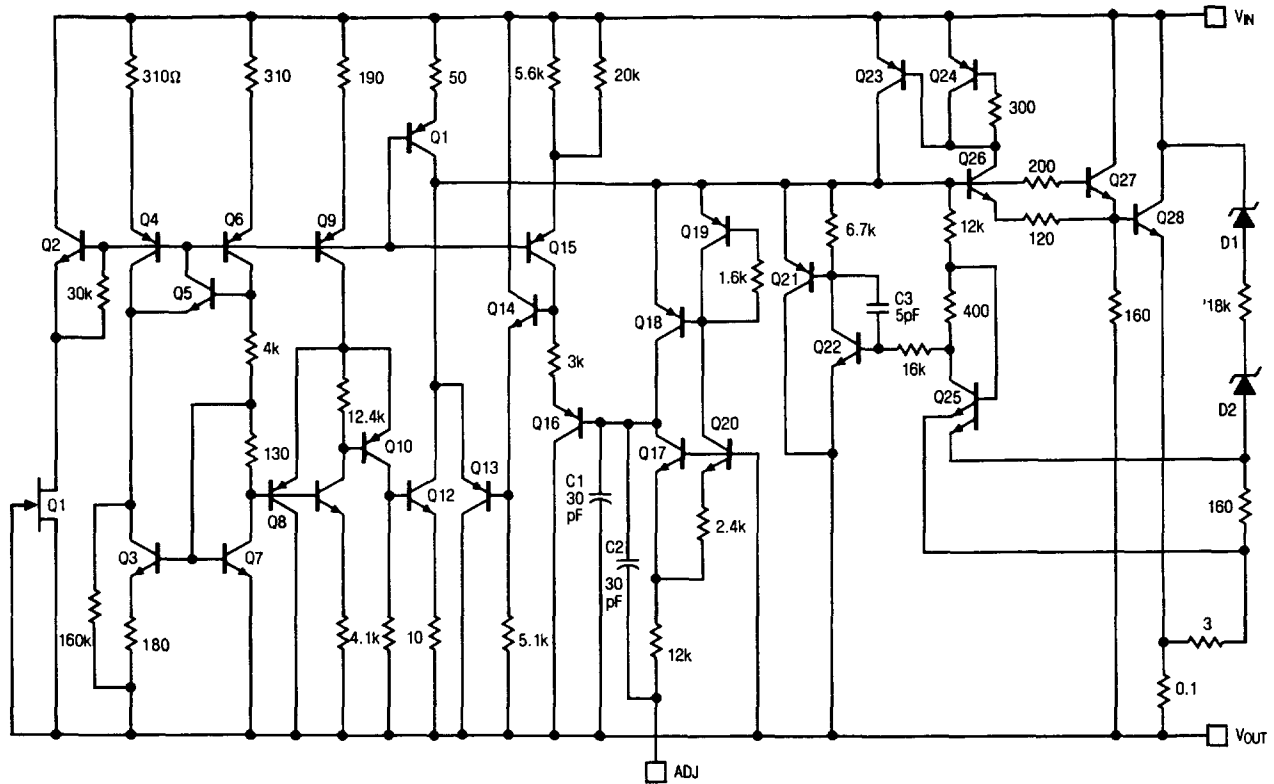 VIN
310Ω
310
190
50
5.6k
20k
Q23
Q24
300
Q1
Q26
200
Q27
Q2
Q4
Q6
Q9
Q15
Q19
6.7k
12k
120
Q28
D1
30k
Q5
Q14
1.6k
Q21
C3
5pF
400
160
'18k
4k
3k
Q18
Q22
16k
12.4k
Q10
Q16
Q25
D2
130
Q13
Q17
Q20
Q1
Q8
Q12
C1
30
pF
2.4k
160
Q3
Q7
C2
30
pF
160k
180
4.1k
10
5.1k
12k
3
0.1
VOUT
ADJ